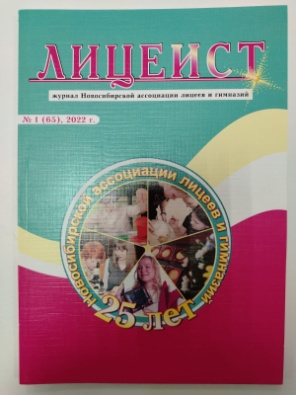 ЛИЦЕИСТ
журнал Новосибирской ассоциации лицеев и гимназий
№ 1 (65), 2022 г.
Новосибирской ассоциации лицеев и гимназий
25 лет